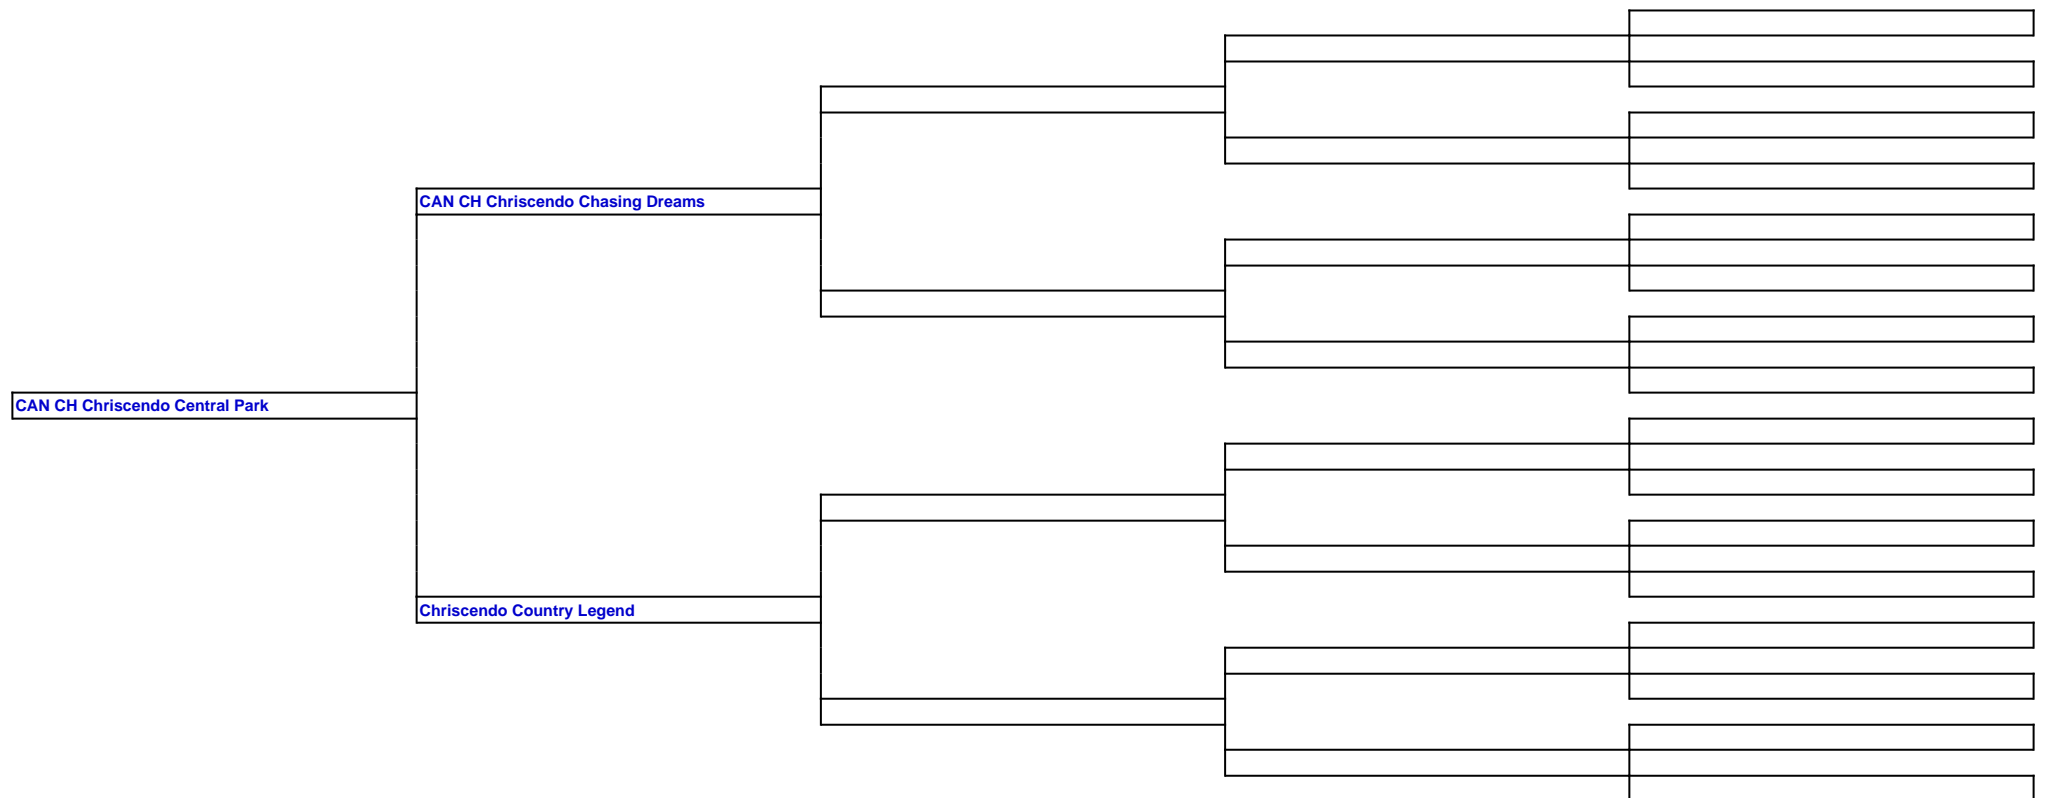 CAN CH Chriscendo Chasing Dreams
CAN CH Chriscendo Central Park
Chriscendo Country Legend